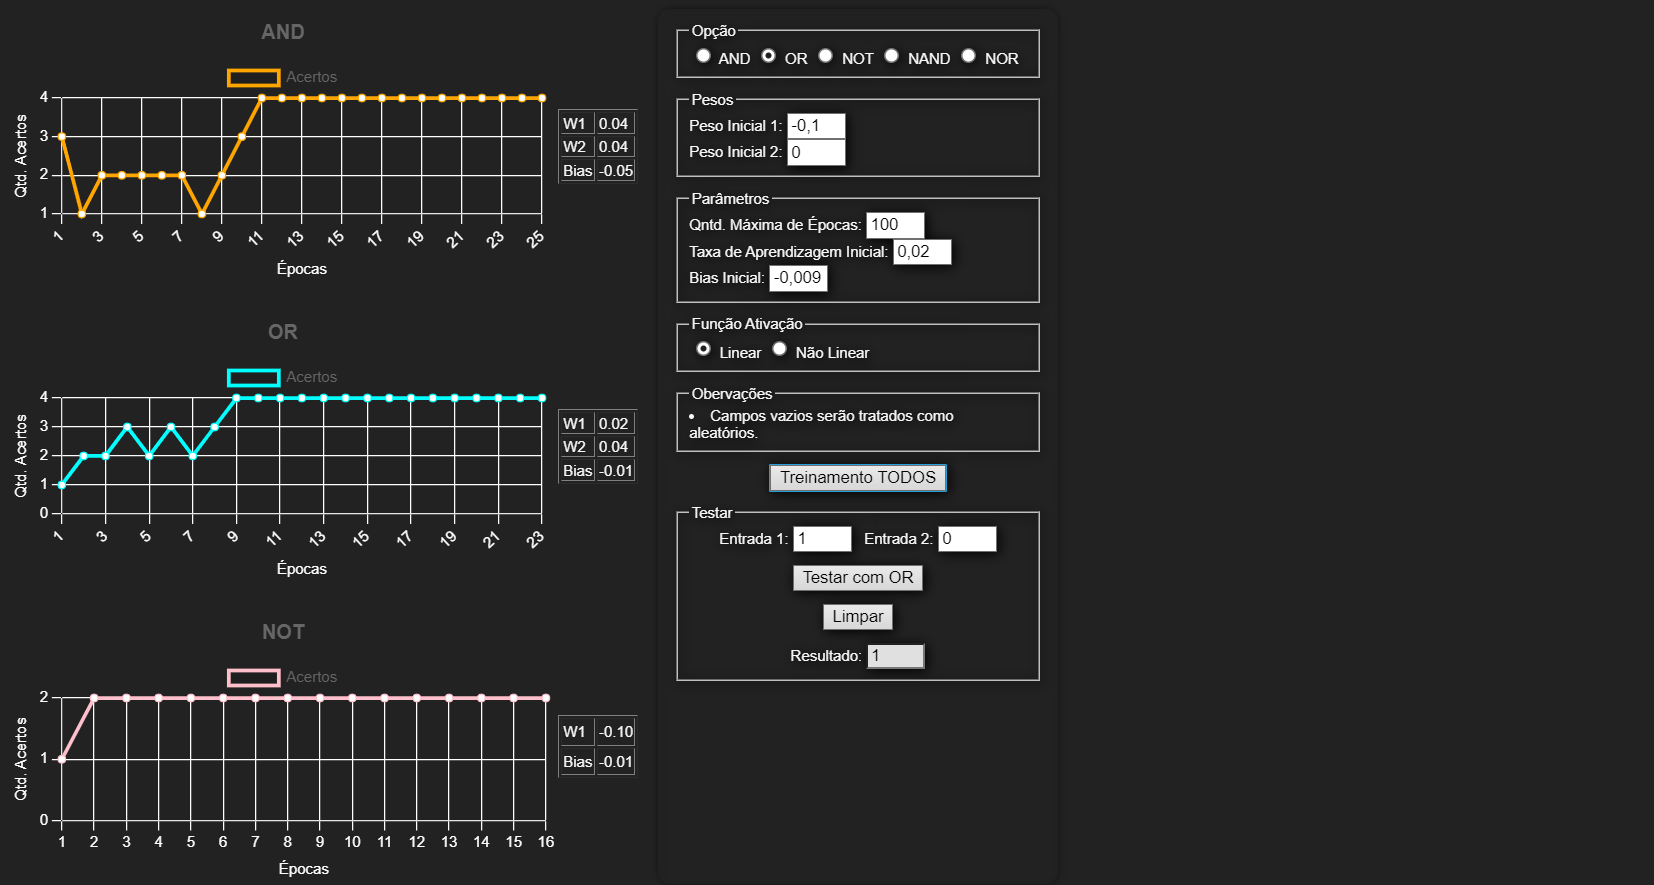 AND
Acertos
Qtd. Acertos
4
3
2
1
1 3 5 7 9 11 13 15 17 19 21 23 25
Épocas
W1 0.04
W2 0.04
Bias -0.05
OR
Acertos
Qtd. Acertos
4
3
2
1
0
1 3 5 7 9 11 13 15 17 19 21 23
Épocas
W1 0.02
W2 0.04
Bias -0.01
NOT
Acertos
Qtd. Acertos
2
1
0
1 2 3 4 5 6 7 8 9 10 11 12 13 14 15 16
Épocas
W1 -0.10
Bias -0.01
Opção
AND OR NOT NAND NOR
Pesos
Peso Inicial 1: -0,1
Peso Inicial 2: 0
Parâmetros
Qntd. Máxima de Épocas: 100
Taxa de Aprendizagem Inicial: 0,02
Bias Inicial: -0,009
Função Ativação
Linear Não Linear
Obervações
• Campos vazios serão tratados como
aleatórios.
Treinamento TODOS
Testar
Entrada 1: 1 Entrada 2: 0
Testar com OR
Limpar
Resultado: 1